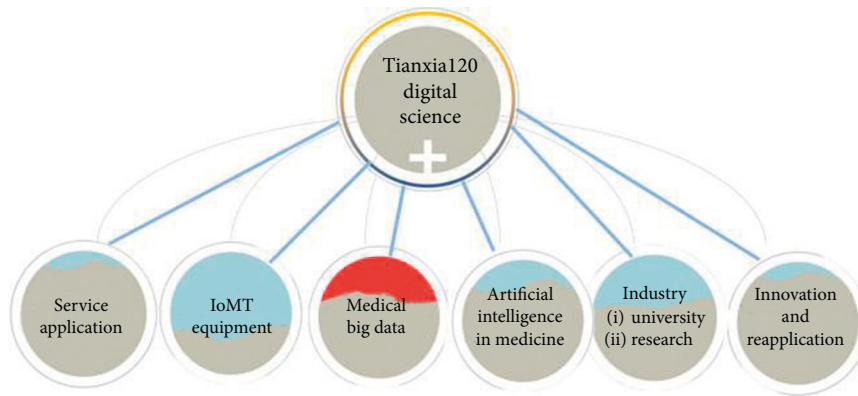 Tianxia120
digital
science
Service
application
IoMT
equipment
Medical
big data
Artificial
intelligence
in medicine
Industry
(i) university
(ii) research
Innovation
and
reapplication